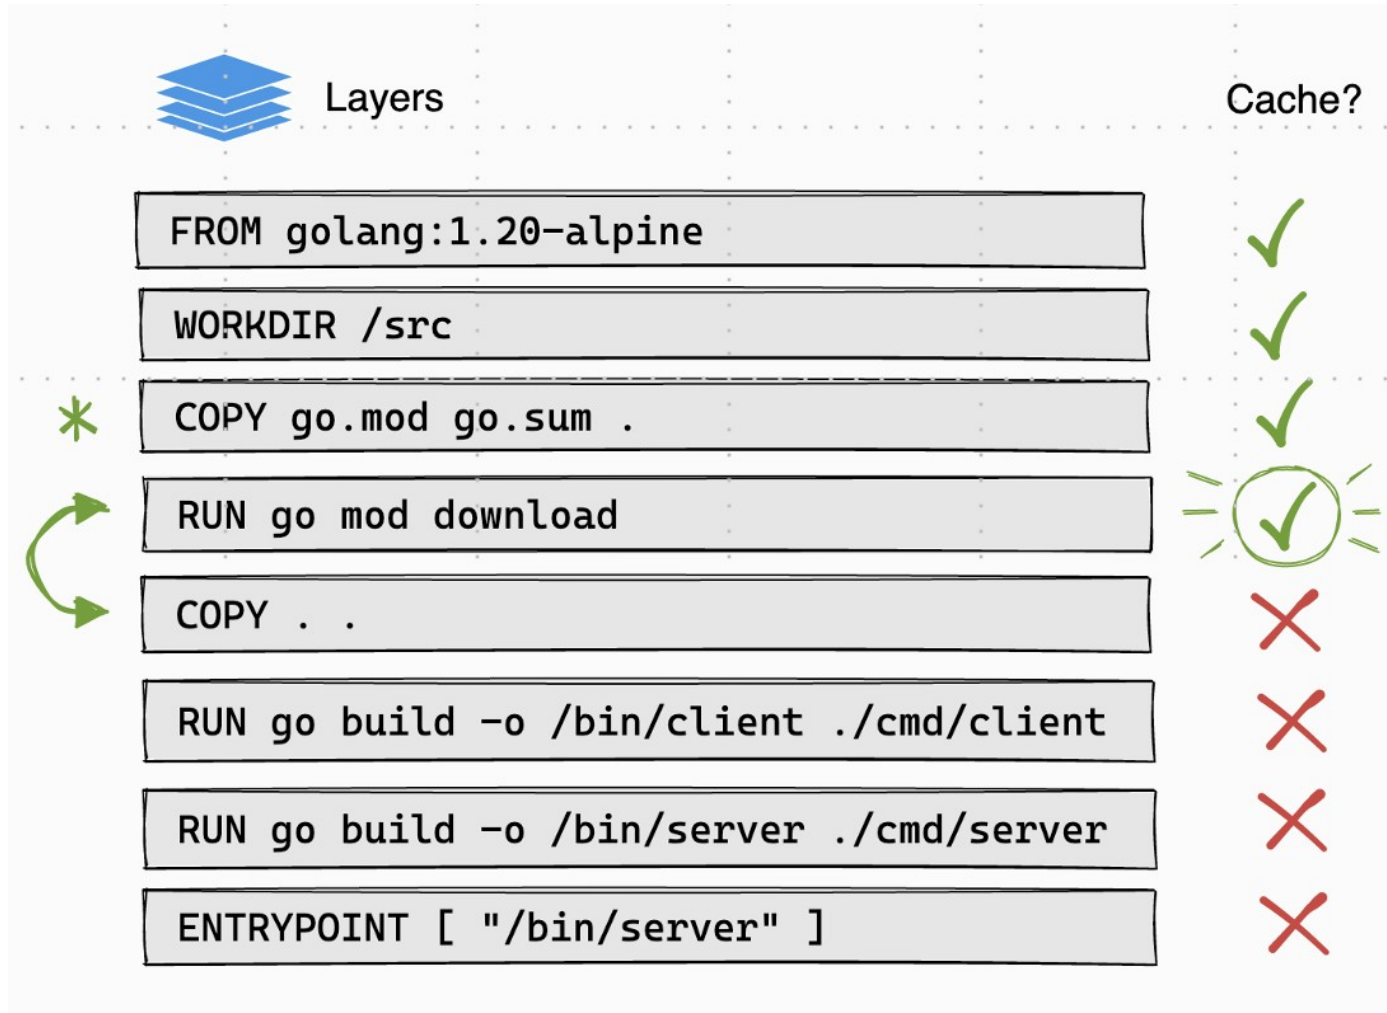 Layers
Cache?
FROM golang:1.20-alpine
WORKDIR /src
COPY go.mod go.sum .
RUN go mod download
COPY . .
RUN go build -o /bin/client ./cmd/client
RUN go build -o /bin/server ./cmd/server
ENTRYPOINT [ "/bin/server" ]